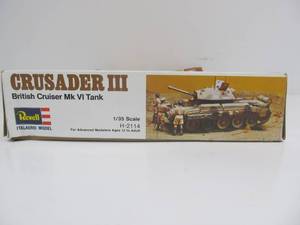 CRUSADER III
British Cruiser Mk VI Tank
Revell
ITALAEREI MODEL
1/35 Scale
H-2114
For Advanced Modelers Ages 12 to Adult